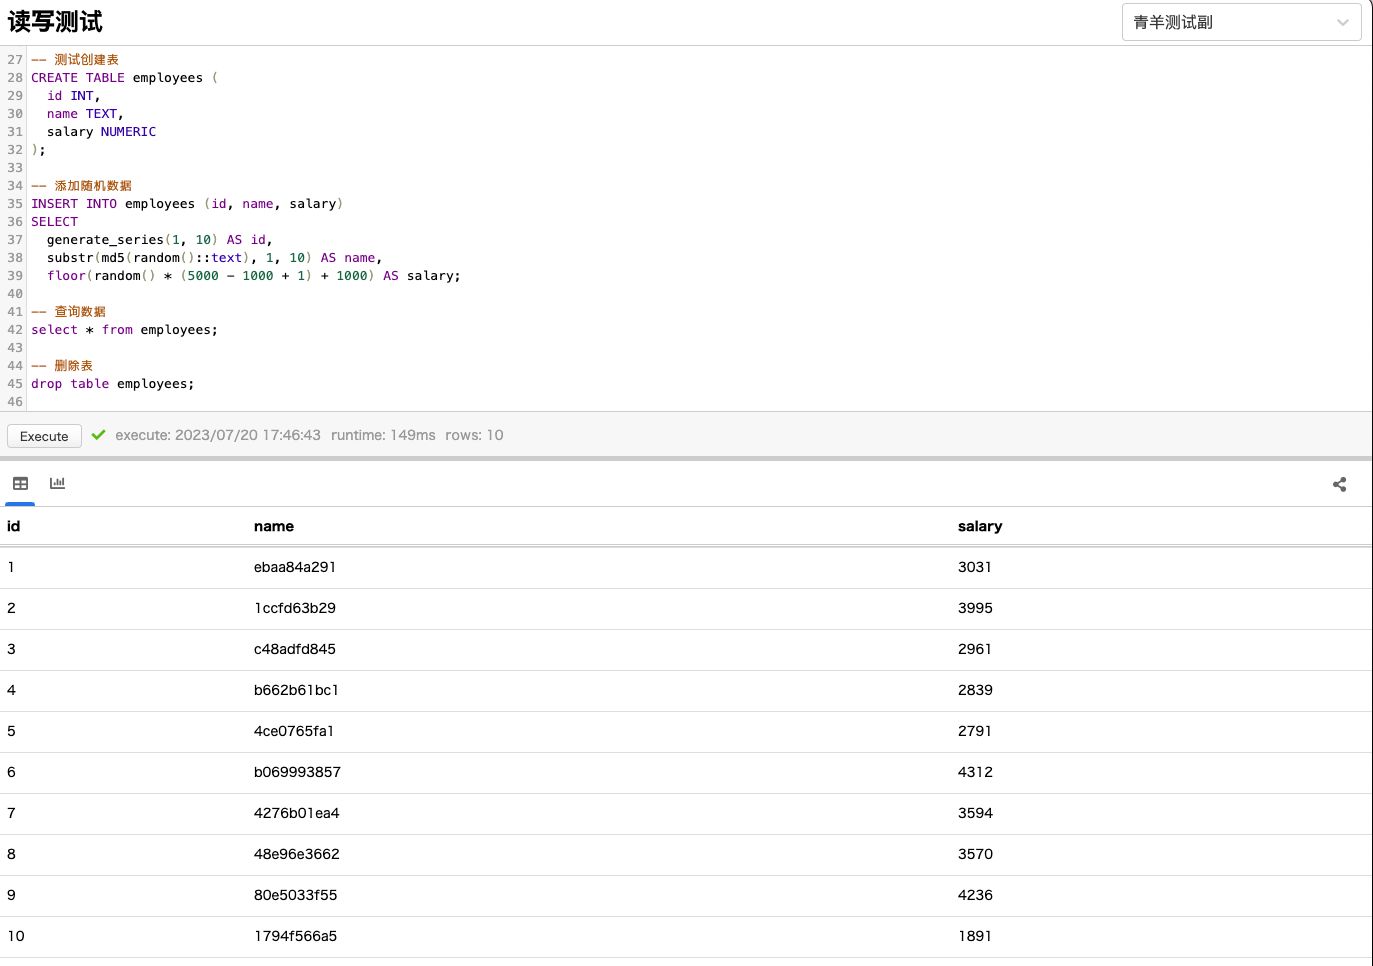 读写测试
青羊测试副
27 -- 测试创建表
28 CREATE TABLE employees (
29   id INT,
30   name TEXT,
31   salary NUMERIC
32 );
33
34 -- 添加随机数据
35 INSERT INTO employees (id, name, salary)
36 SELECT
37   generate_series(1, 10) AS id,
38   substr(md5(random()::text), 1, 10) AS name,
39   floor(random() * (5000 - 1000 + 1) + 1000) AS salary;
40
41 -- 查询数据
42 select * from employees;
43
44 -- 删除表
45 drop table employees;
46
Execute execute: 2023/07/20 17:46:43 runtime: 149ms rows: 10
id name salary
1 ebaa84a291 3031
2 1ccfd63b29 3995
3 c48adfd845 2961
4 b662b61bc1 2839
5 4ce0765fa1 2791
6 b069993857 4312
7 4276b01ea4 3594
8 48e96e3662 3570
9 80e5033f55 4236
10 1794f566a5 1891